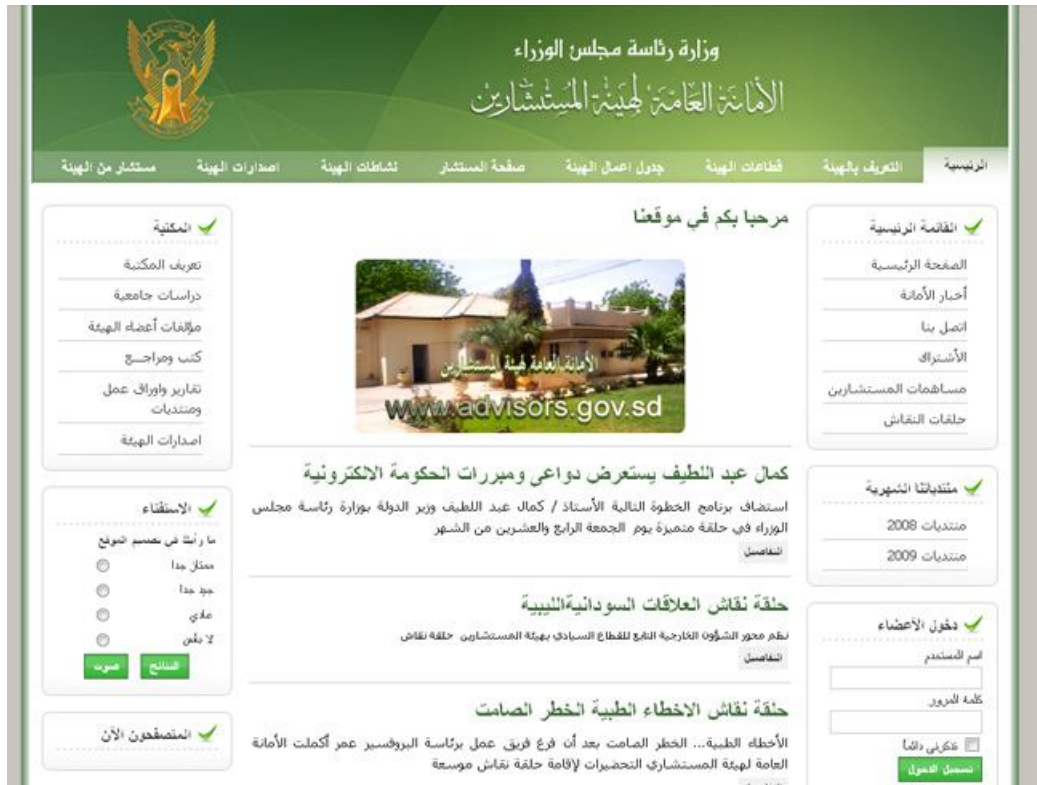 وزارة رئاسة مجلس الوزراء
الأمانة العامة لهيئة المستشارين
الرئيسية
التعريف بالهيئة
قطاعات الهيئة
جدول اعمال الهيئة
صفحة المستشار
نشاطات الهيئة
اصدارات الهيئة
مستشار من الهيئة
القائمة الرئيسية
الصفحة الرئيسية
أخبار الأمانة
اتصل بنا
الأشتراك
مساهمات المستشارين
حلقات النقاش
منتدياتنا الشهرية
منتديات 2008
منتديات 2009
دخول الأعضاء
اسم المستخدم
كلمة المرور
تذكرني دائماً
تسجيل الدخول
مرحبا بكم في موقعنا
الأمانة العامة لهيئة المستشارين
www.advisors.gov.sd
كمال عبد اللطيف يستعرض دواعى ومبررات الحكومة الالكترونية
استضاف برنامج الخطوة التالية الأستاذ / كمال عبد اللطيف وزير الدولة بوزارة رئاسة مجلس
الوزراء في حلقة متميزة يوم الجمعة الرابع والعشرين من الشهر
التفاصيل
حلقة نقاش العلاقات السودانيةالليبية
نظم محور الشؤون الخارجية التابع للقطاع السيادي بهيئة المستشارين حلقة نقاش
التفاصيل
حلقة نقاش الاخطاء الطبية الخطر الصامت
الأخطاء الطبية... الخطر الصامت بعد أن فرغ فريق عمل برئاسة البروفسير عمر أكملت الأمانة
العامة لهيئة المستشاري التحضيرات لإقامة حلقة نقاش موسعة
المكتبة
تعريف المكتبة
دراسات جامعية
مؤلفات أعضاء الهيئة
كتب ومراجــع
تقارير واوراق عمل
ومنتديات
اصدارات الهيئة
الاستفتاء
ما رأيك في تصميم الموقع
ممتاز جدا
جيد جدا
عادي
لا بأس
صوت
النتائج
المتصفحون الآن